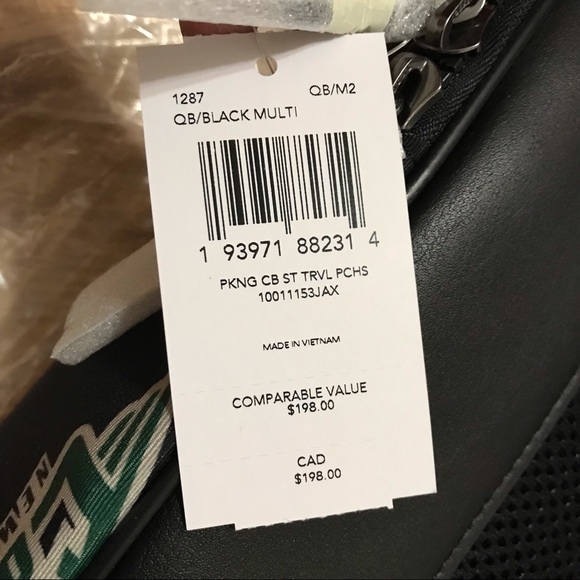 1287 QB/M2
QB/BLACK MULTI
1 93971 88231 4
PKNG CB ST TRVL PCHS
10011153JAX
MADE IN VIETNAM
COMPARABLE VALUE
$198.00
CAD
$198.00
NEW